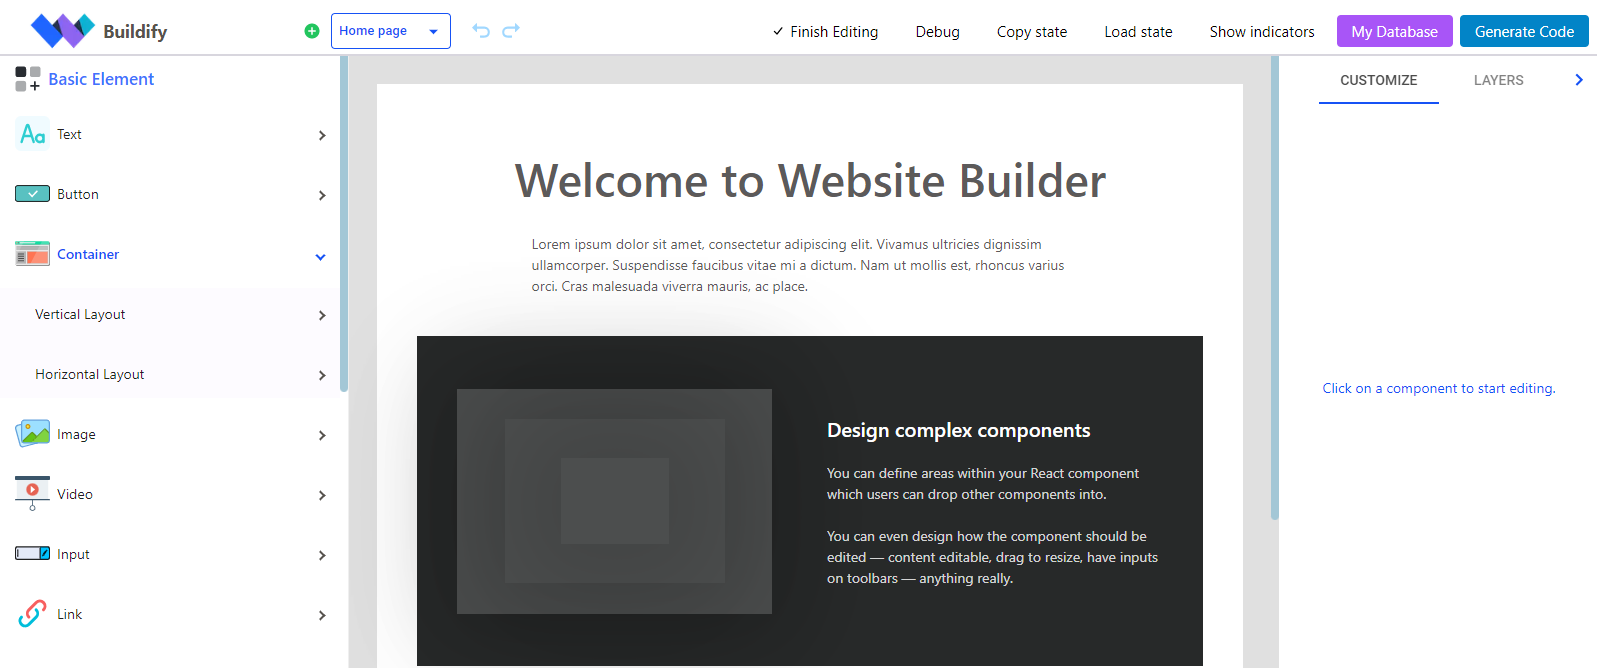 Buildify
Home page
Finish Editing
Debug
Copy state
Load state
Show indicators
My Database
Generate Code
Basic Element
Aa
Text
Button
Container
Vertical Layout
Horizontal Layout
Image
Video
Input
Link
Welcome to Website Builder
Lorem ipsum dolor sit amet, consectetur adipiscing elit. Vivamus ultricies dignissim
ullamcorper. Suspendisse faucibus vitae mi a dictum. Nam ut mollis est, rhoncus varius
orci. Cras malesuada viverra mauris, ac place.
Design complex components
You can define areas within your React component
which users can drop other components into.
You can even design how the component should be
edited — content editable, drag to resize, have inputs
on toolbars — anything really.
CUSTOMIZE
LAYERS
Click on a component to start editing.